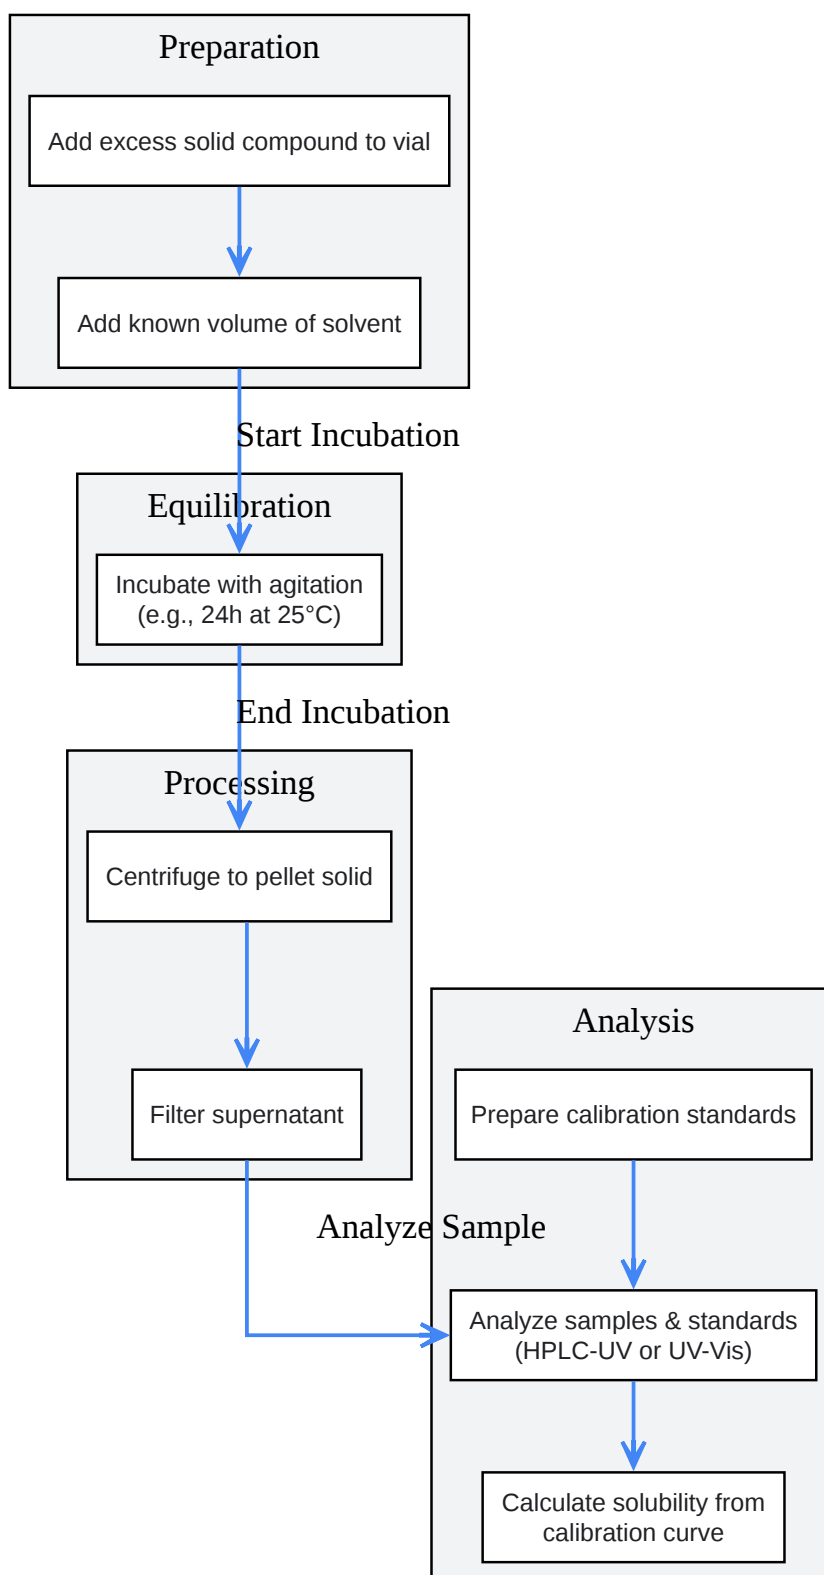 Preparation
Add excess solid compound to vial
Add known volume of solvent
Start Incubation
Equilibration
Incubate with agitation
(e.g., 24h at 25°C)
End Incubation
Processing
Centrifuge to pellet solid
Filter supernatant
Analysis
Prepare calibration standards
Analyze Sample
Analyze samples & standards
(HPLC-UV or UV-Vis)
Calculate solubility from
calibration curve